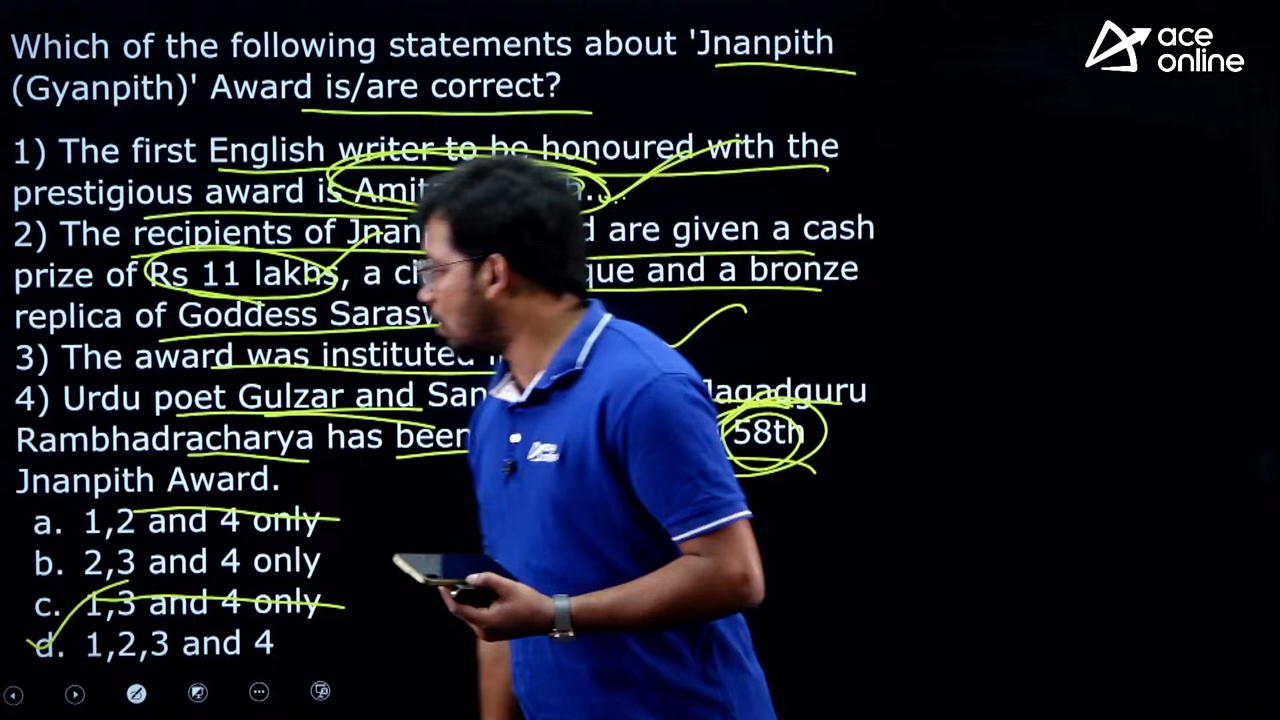 Which of the following statements about 'Jnanpith
(Gyanpith)' Award is/are correct?
ace
online
1) The first English writer to be honoured with the
prestigious award is
2) The recipients of are given a cash
prize of Rs 11 lakhs, a and a bronze
replica of Goddess
3) The award was instituted
4) Urdu poet Gulzar and Jagadguru
Rambhadracharya has been 58th
Jnanpith Award.
a. 1,2 and 4 only
b. 2,3 and 4 only
c. 1,3 and 4 only
d. 1,2,3 and 4